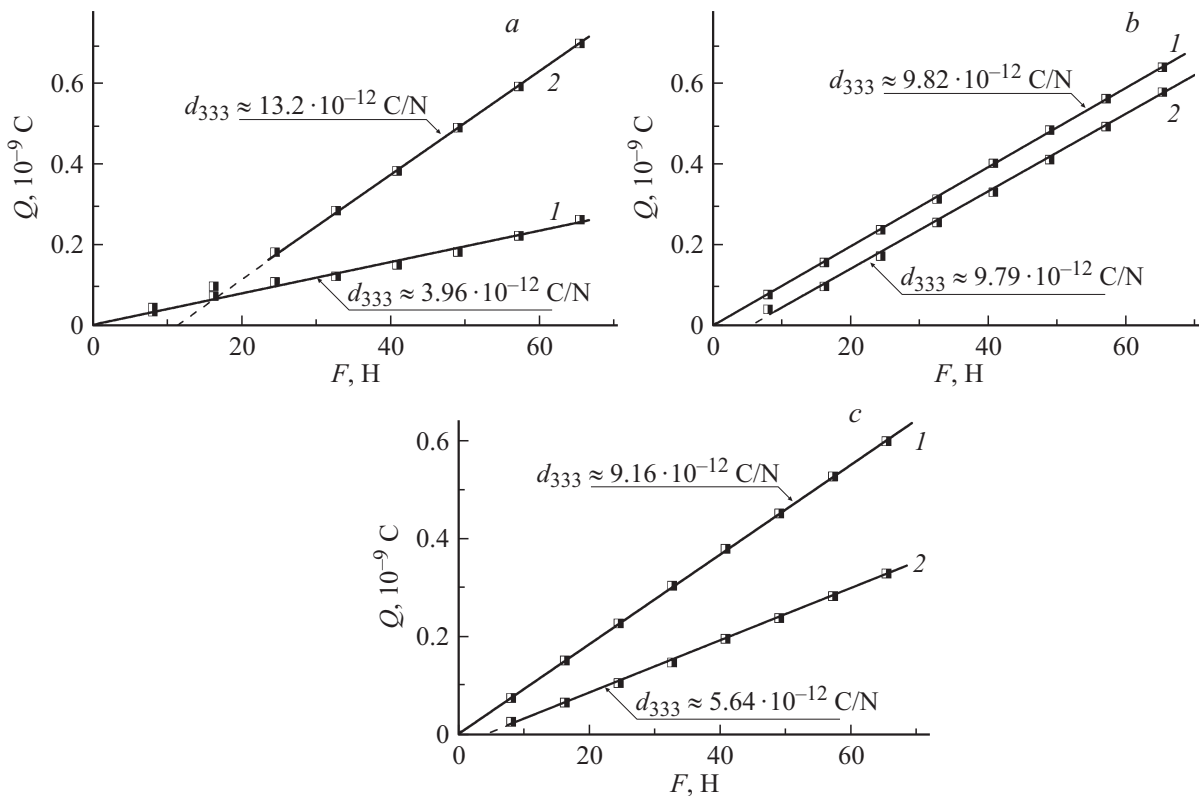 a
0.6
0.4
0.2
0
Q, 10⁻⁹ C
d₃₃₃ ≈ 13.2 · 10⁻¹² C/N
2
1
d₃₃₃ ≈ 3.96 · 10⁻¹² C/N
0 20 40 60
F, H
b
0.6
0.4
0.2
0
Q, 10⁻⁹ C
1
d₃₃₃ ≈ 9.82 · 10⁻¹² C/N
2
d₃₃₃ ≈ 9.79 · 10⁻¹² C/N
0 20 40 60
F, H
c
0.6
0.4
0.2
0
Q, 10⁻⁹ C
1
d₃₃₃ ≈ 9.16 · 10⁻¹² C/N
2
d₃₃₃ ≈ 5.64 · 10⁻¹² C/N
0 20 40 60
F, H